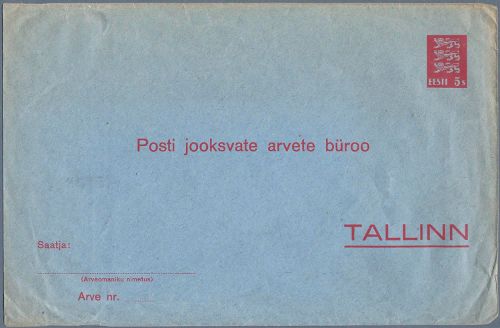 EESTI 5s
Posti jooksvate arvete büroo
TALLINN
Saatja:
(Arveomaniku nimetus)
Arve nr.